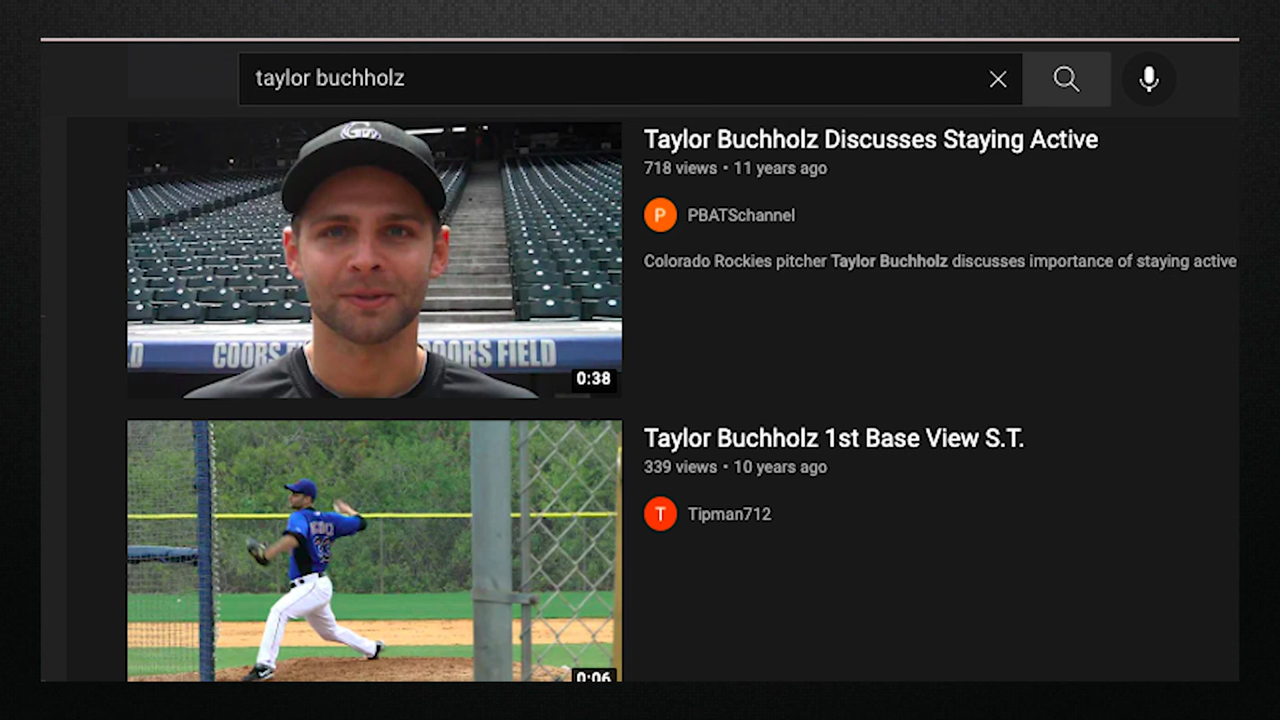 taylor buchholz
Taylor Buchholz Discusses Staying Active
718 views • 11 years ago
P PBATSchannel
Colorado Rockies pitcher Taylor Buchholz discusses importance of staying active
COORS FIELD
0:38
Taylor Buchholz 1st Base View S.T.
339 views • 10 years ago
T Tipman712
0:06